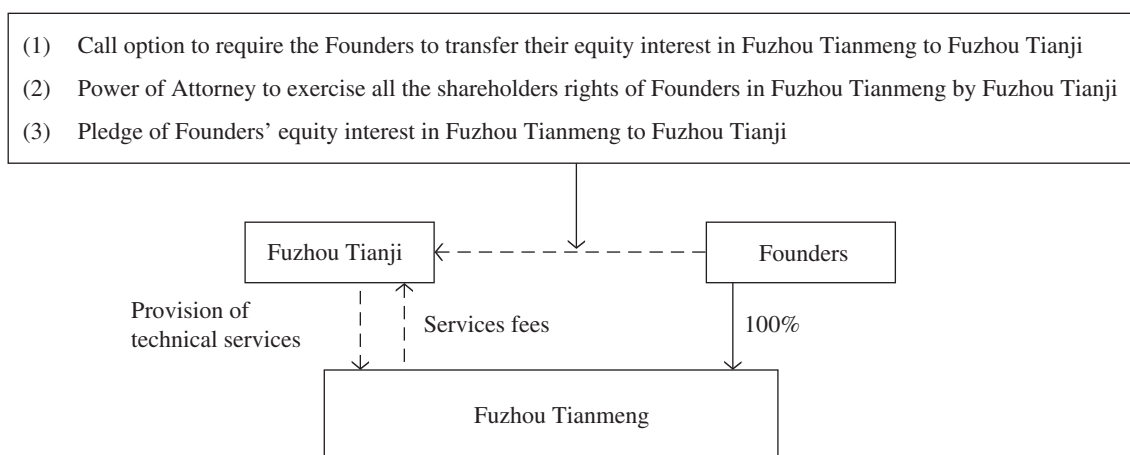 (1) Call option to require the Founders to transfer their equity interest in Fuzhou Tianmeng to Fuzhou Tianji
(2) Power of Attorney to exercise all the shareholders rights of Founders in Fuzhou Tianmeng by Fuzhou Tianji
(3) Pledge of Founders' equity interest in Fuzhou Tianmeng to Fuzhou Tianji
Fuzhou Tianji
Founders
Provision of
technical services
Services fees
100%
Fuzhou Tianmeng